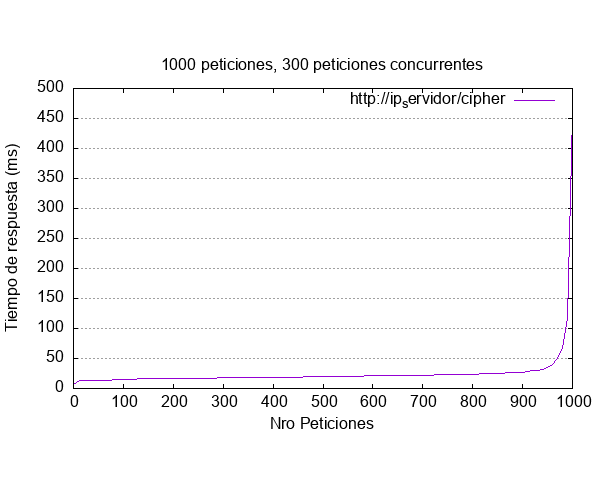 1000 peticiones, 300 peticiones concurrentes
500
http://ip_servidor/cipher
450
400
350
300
250
200
150
100
50
0
Tiempo de respuesta (ms)
0 100 200 300 400 500 600 700 800 900 1000
Nro Peticiones